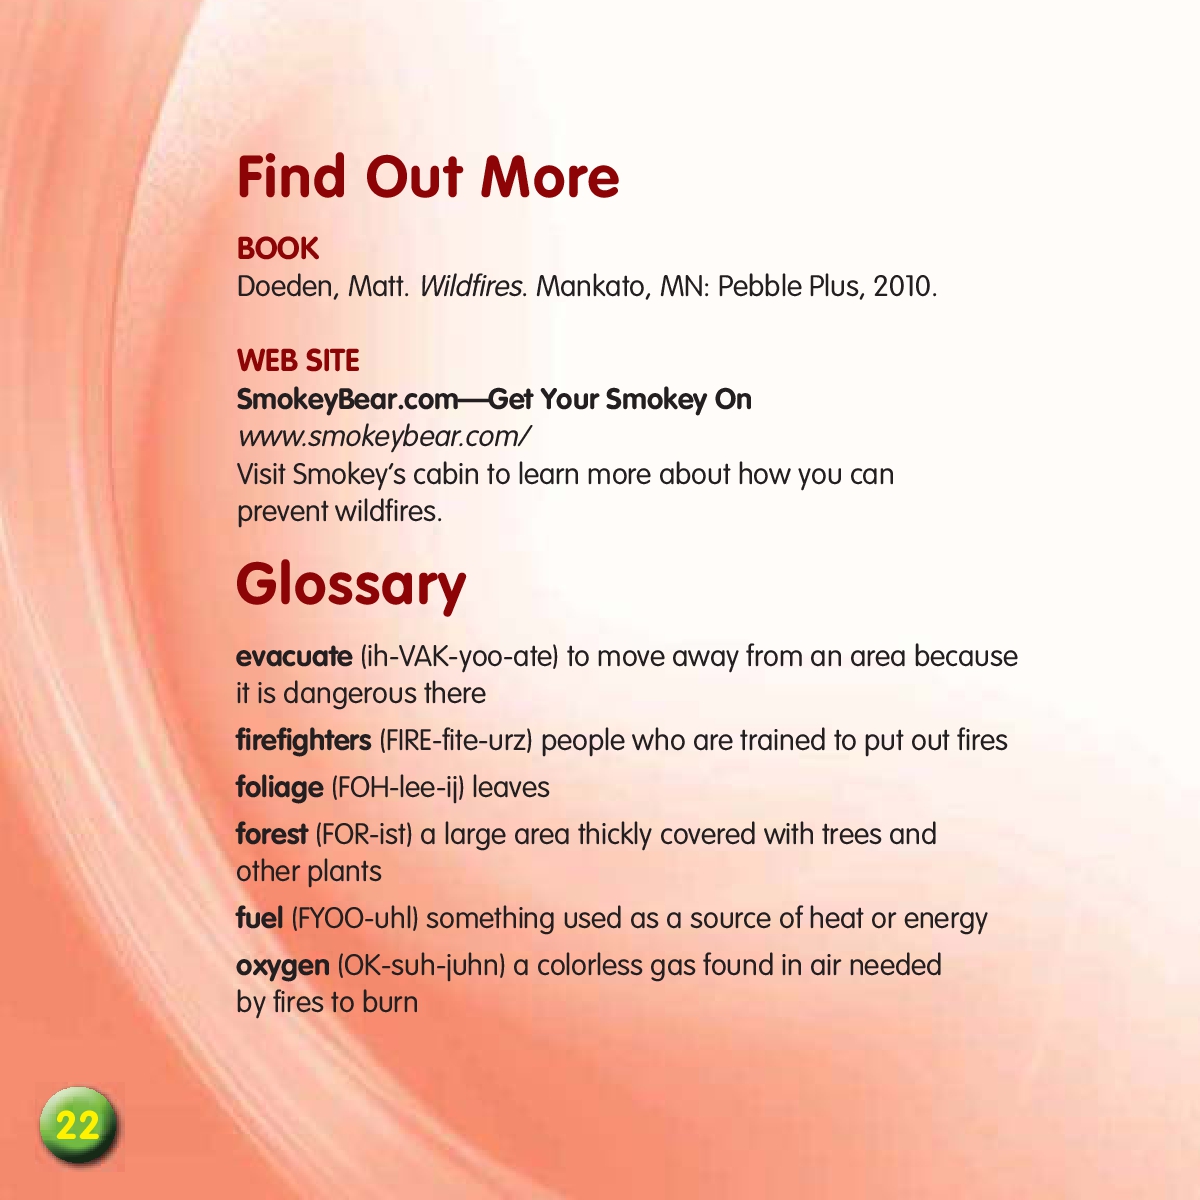 Find Out More
BOOK
Doeden, Matt. Wildfires. Mankato, MN: Pebble Plus, 2010.
WEB SITE
SmokeyBear.com—Get Your Smokey On
www.smokeybear.com/
Visit Smokey’s cabin to learn more about how you can
prevent wildfires.
Glossary
evacuate (ih-VAK-yoo-ate) to move away from an area because
it is dangerous there
firefighters (FIRE-fite-urz) people who are trained to put out fires
foliage (FOH-lee-ij) leaves
forest (FOR-ist) a large area thickly covered with trees and
other plants
fuel (FYOO-uhl) something used as a source of heat or energy
oxygen (OK-suh-juhn) a colorless gas found in air needed
by fires to burn
22